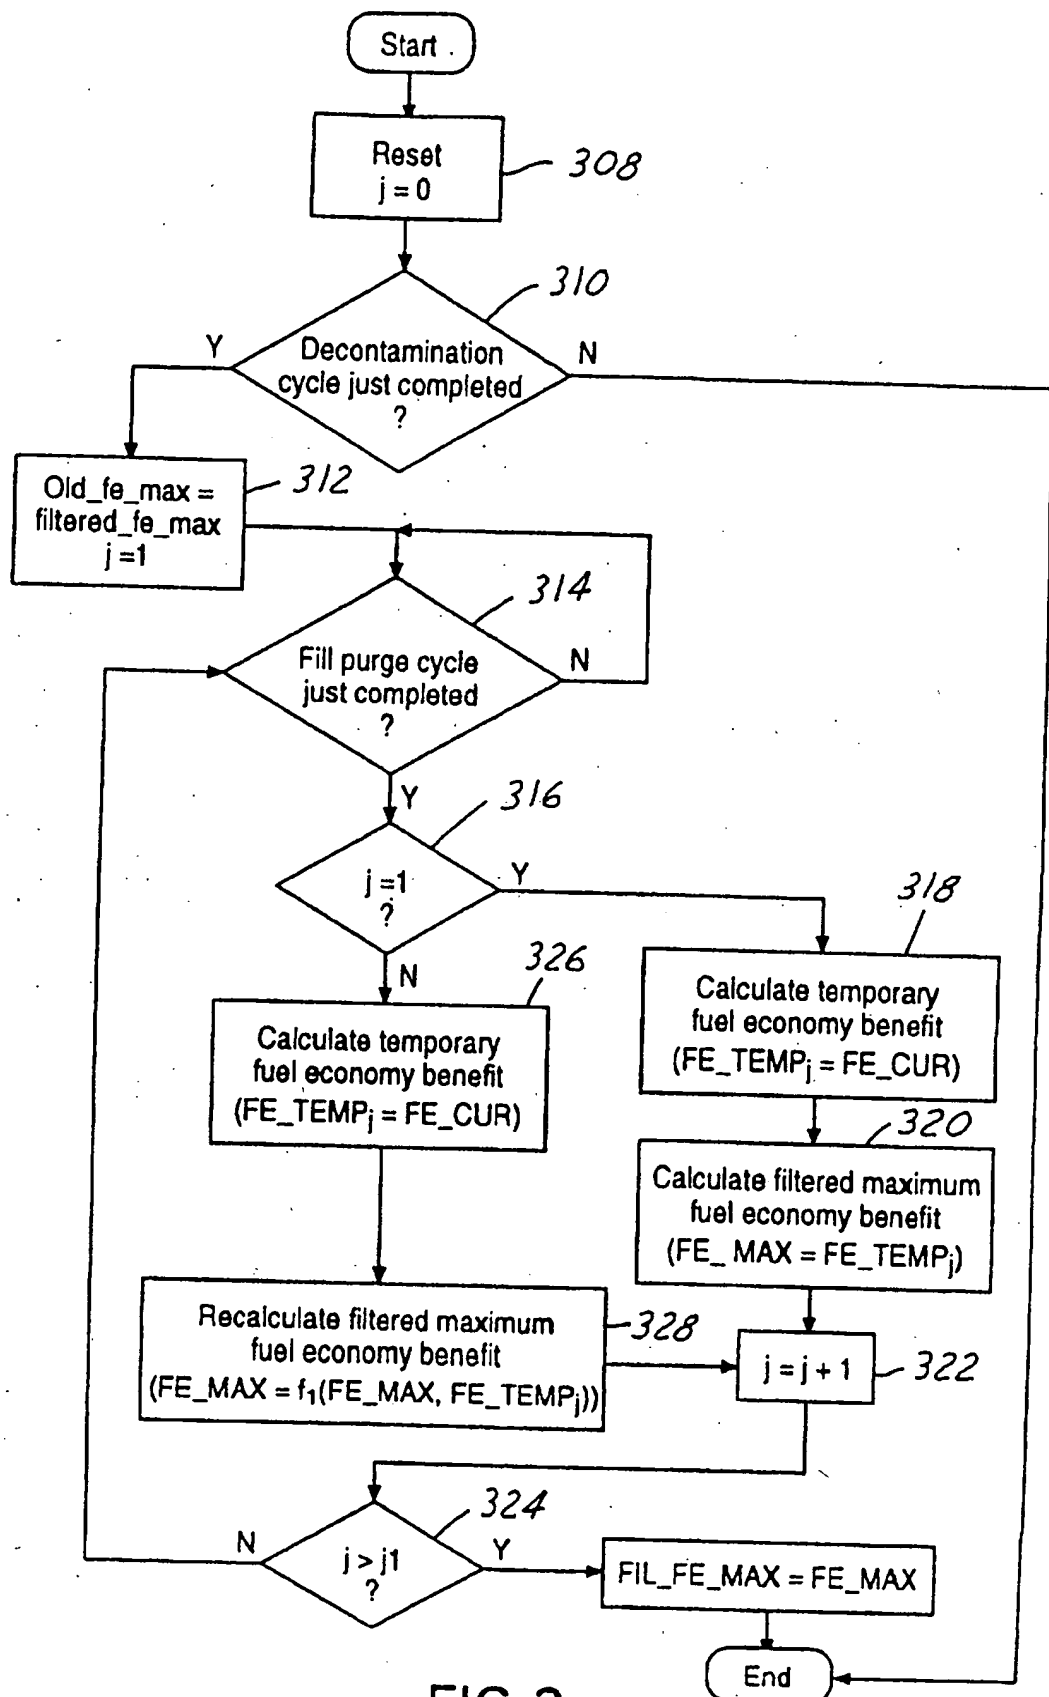 Start
Reset
j = 0
308
310
Y
Decontamination
cycle just completed
?
N
Old_fe_max =
filtered_fe_max
j =1
312
314
Fill purge cycle
just completed
?
N
Y
316
j =1
?
Y
N
318
Calculate temporary
fuel economy benefit
(FE_TEMPj = FE_CUR)
326
Calculate temporary
fuel economy benefit
(FE_TEMPj = FE_CUR)
320
Calculate filtered maximum
fuel economy benefit
(FE_ MAX = FE_TEMPj)
Recalculate filtered maximum
fuel economy benefit
(FE_MAX = f1(FE_MAX, FE_TEMPj))
328
j = j + 1
322
324
N
j > j1
?
Y
FIL_FE_MAX = FE_MAX
End